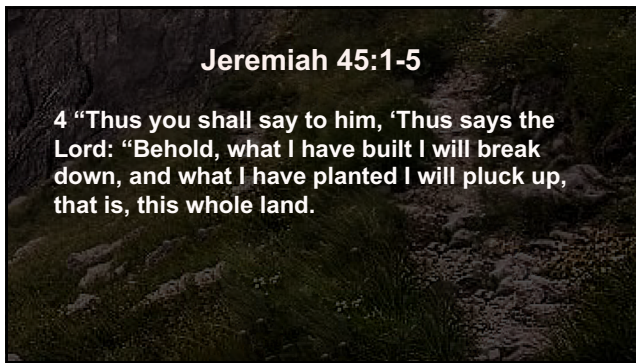 Jeremiah 45:1-5
4 “Thus you shall say to him, ‘Thus says the
Lord: “Behold, what I have built I will break
down, and what I have planted I will pluck up,
that is, this whole land.